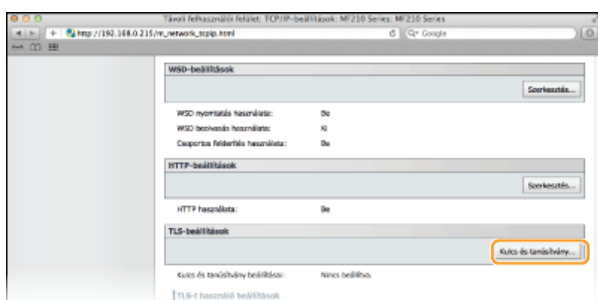 Távoli felhasználói felület: TCP/IP-beállítások: MF210 Series: MF210 Series
http://192.168.0.215/m_network_tcpip.html
Google
WSD-beállítások
Szerkesztés...
WSD nyomtatás használata: Be
WSD beolvasás használata: Ki
Csoportos felderítés használata: Be
HTTP-beállítások
Szerkesztés...
HTTP használata: Be
TLS-beállítások
Kulcs és tanúsítvány...
Kulcs és tanúsítvány beállításai: Nincs beállítva.
TLS-t használó beállítások